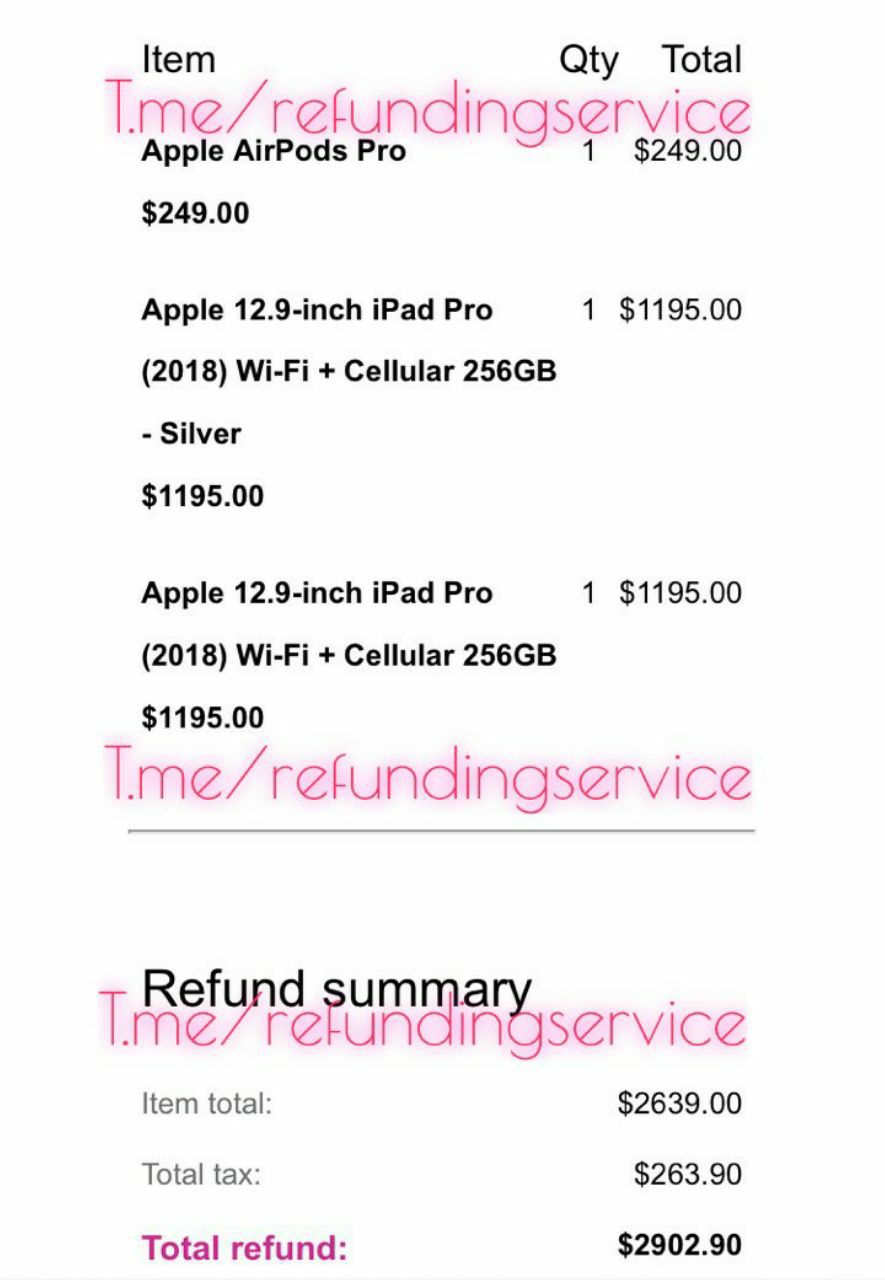 Item Qty Total
T.me/refundingservice
Apple AirPods Pro 1 $249.00
$249.00
Apple 12.9-inch iPad Pro 1 $1195.00
(2018) Wi-Fi + Cellular 256GB
- Silver
$1195.00
Apple 12.9-inch iPad Pro 1 $1195.00
(2018) Wi-Fi + Cellular 256GB
$1195.00
T.me/refundingservice
Refund summary
T.me/refundingservice
Item total: $2639.00
Total tax: $263.90
Total refund: $2902.90